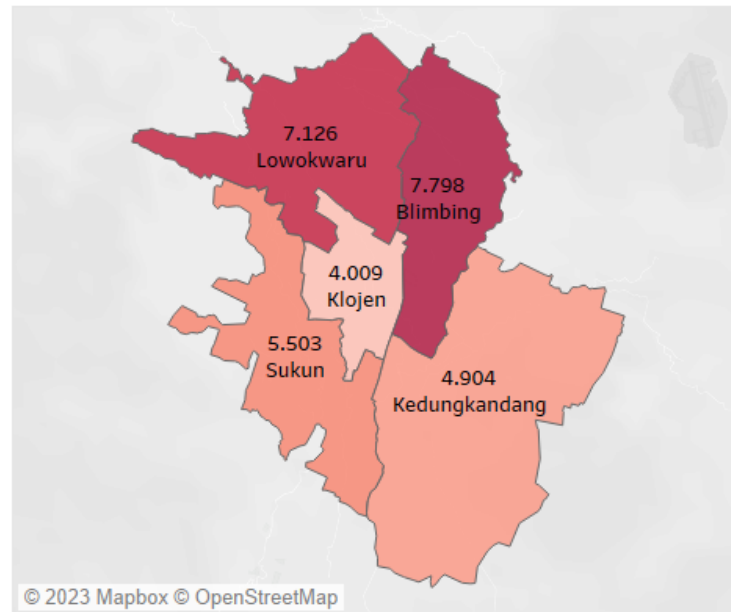 7.126
Lowokwaru
7.798
Blimbing
4.009
Klojen
5.503
Sukun
4.904
Kedungkandang
© 2023 Mapbox © OpenStreetMap